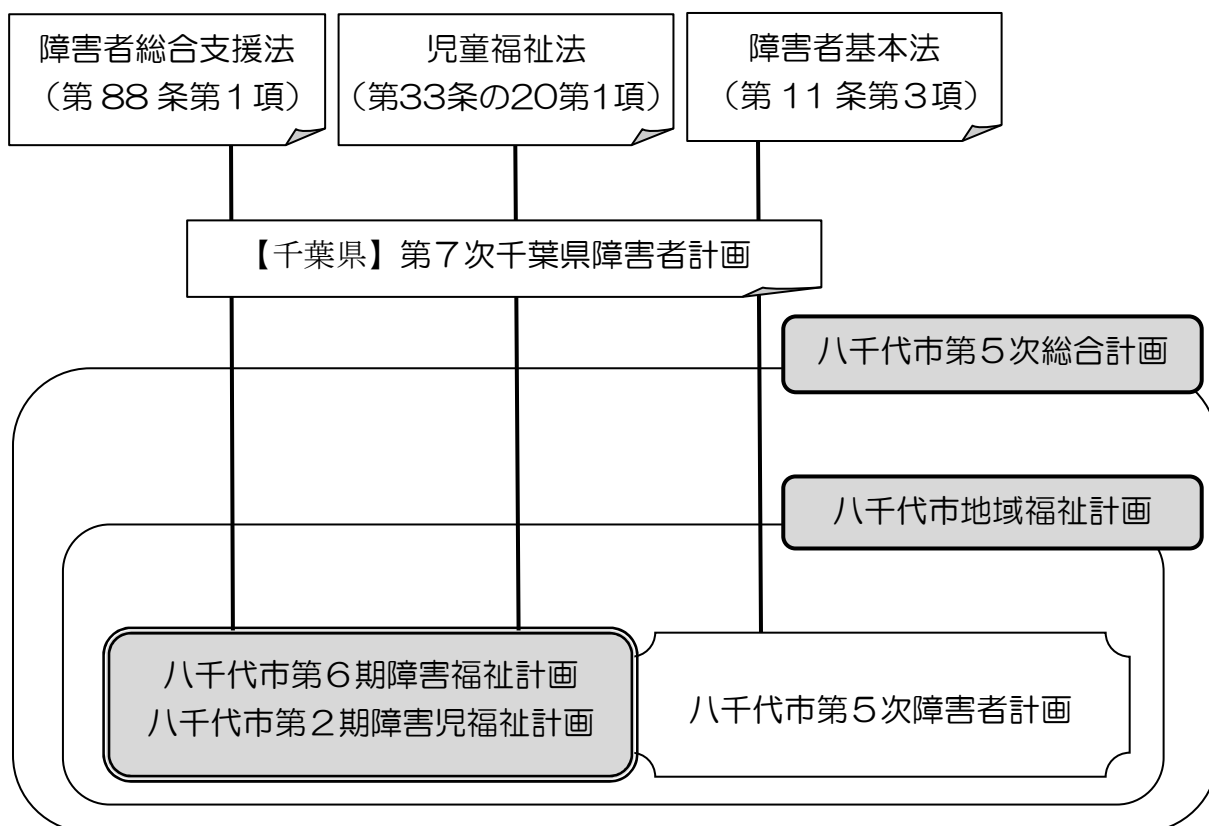 障害者総合支援法
（第 88 条第１項）
児童福祉法
（第33条の20第1項）
障害者基本法
（第 11 条第３項）
【千葉県】第７次千葉県障害者計画
八千代市第５次総合計画
八千代市地域福祉計画
八千代市第６期障害福祉計画
八千代市第２期障害児福祉計画
八千代市第５次障害者計画